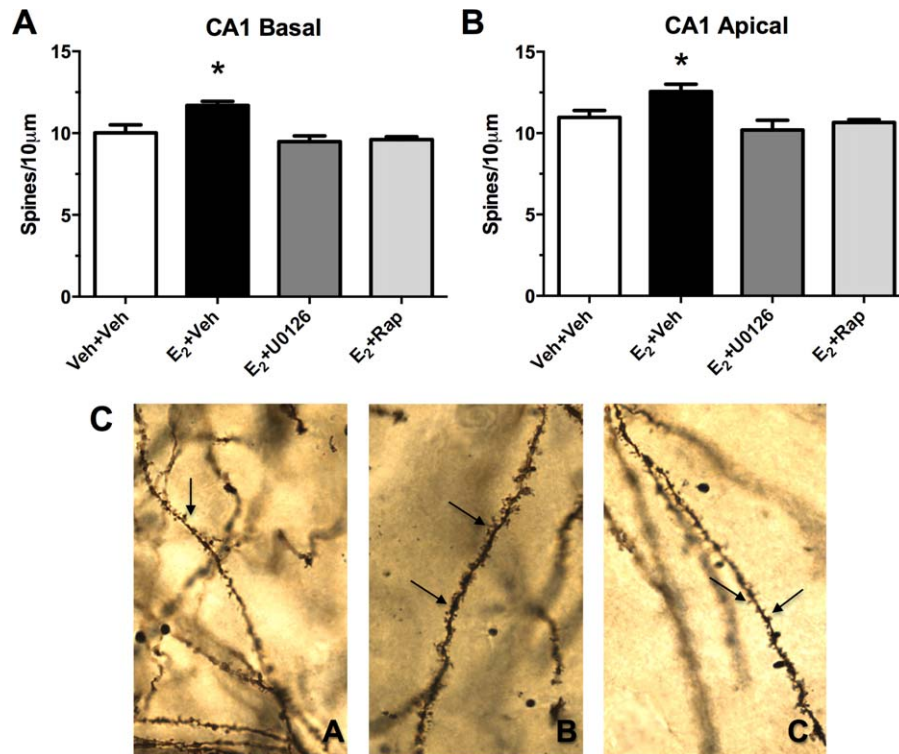 A
CA1 Basal
*
15
10
5
0
Spines/10μm
Veh+Veh
E₂+Veh
E₂+U0126
E₂+Rap
B
CA1 Apical
*
15
10
5
0
Spines/10μm
Veh+Veh
E₂+Veh
E₂+U0126
E₂+Rap
C
A
B
C